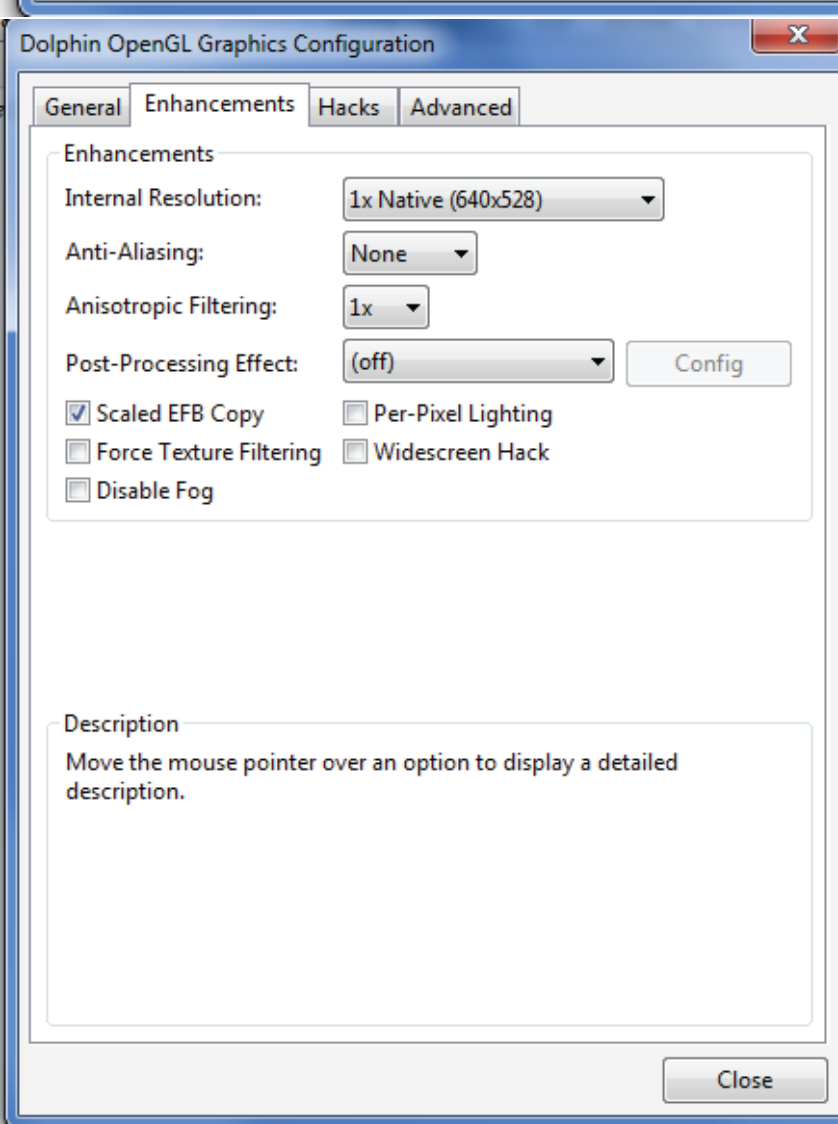 Dolphin OpenGL Graphics Configuration
General Enhancements Hacks Advanced
Enhancements
Internal Resolution: 1x Native (640x528)
Anti-Aliasing: None
Anisotropic Filtering: 1x
Post-Processing Effect: (off) Config
Scaled EFB Copy Per-Pixel Lighting
Force Texture Filtering Widescreen Hack
Disable Fog
Description
Move the mouse pointer over an option to display a detailed
description.
Close